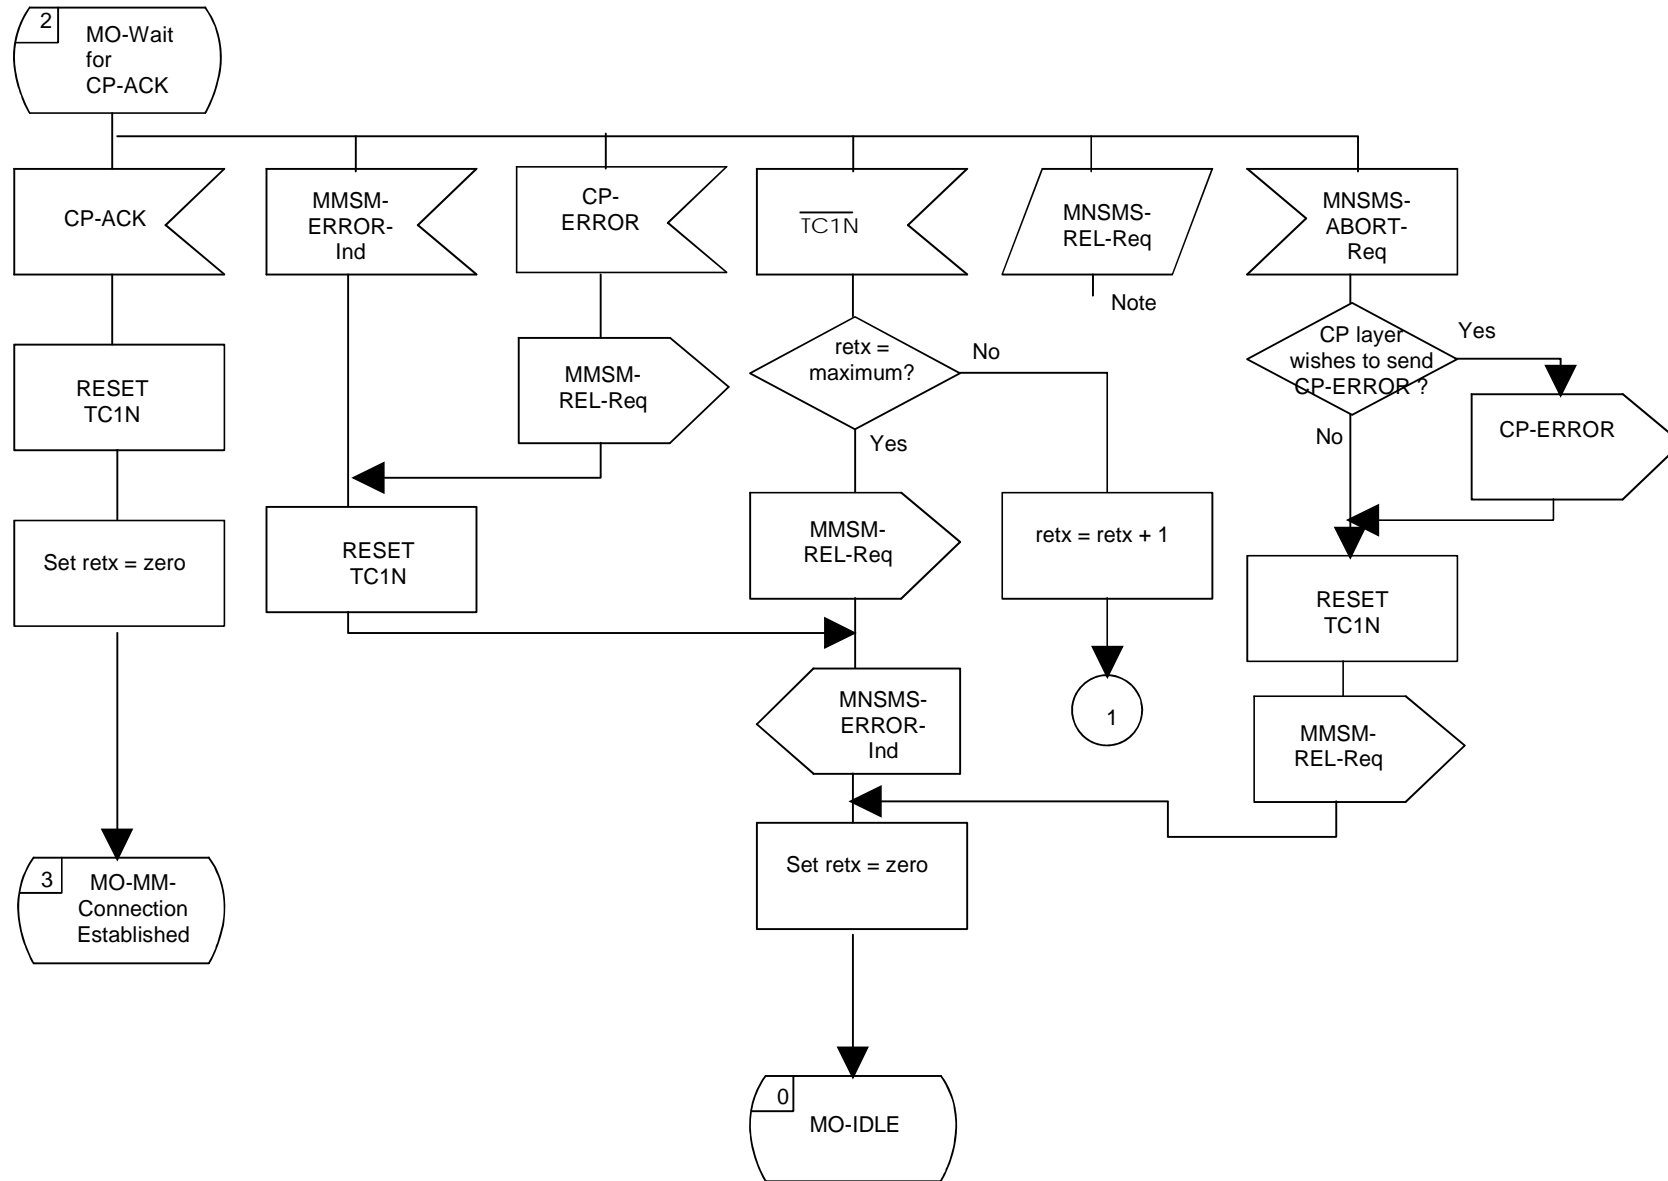 2
MO-Wait
for
CP-ACK
CP-ACK
MMSM-
ERROR-
Ind
CP-
ERROR
TC1N
MNSMS-
REL-Req
Note
MNSMS-
ABORT-
Req
RESET
TC1N
MMSM-
REL-Req
retx =
maximum?
No
Yes
CP layer
wishes to send
CP-ERROR ?
Yes
No
CP-ERROR
Set retx = zero
RESET
TC1N
MMSM-
REL-Req
retx = retx + 1
RESET
TC1N
MNSMS-
ERROR-
Ind
1
MMSM-
REL-Req
3
MO-MM-
Connection
Established
Set retx = zero
0
MO-IDLE